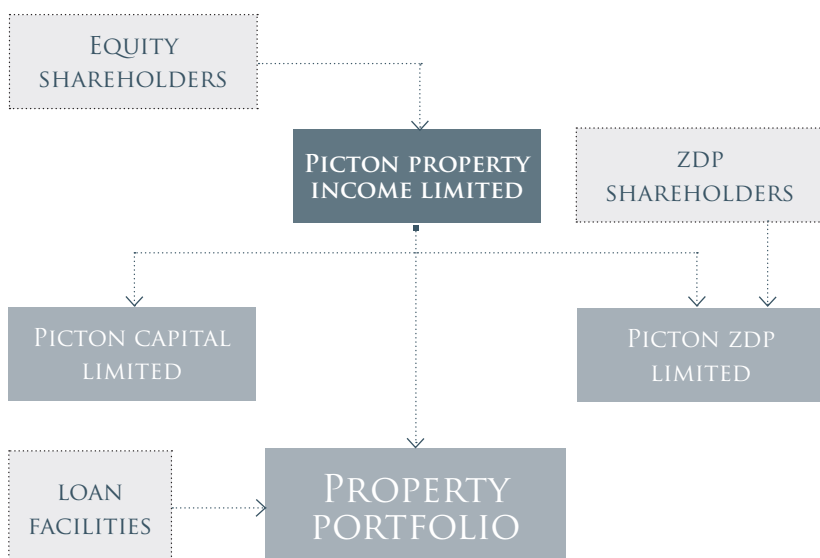 EQUITY
SHAREHOLDERS
PICTON PROPERTY
INCOME LIMITED
ZDP
SHAREHOLDERS
PICTON CAPITAL
LIMITED
PICTON ZDP
LIMITED
LOAN
FACILITIES
PROPERTY
PORTFOLIO